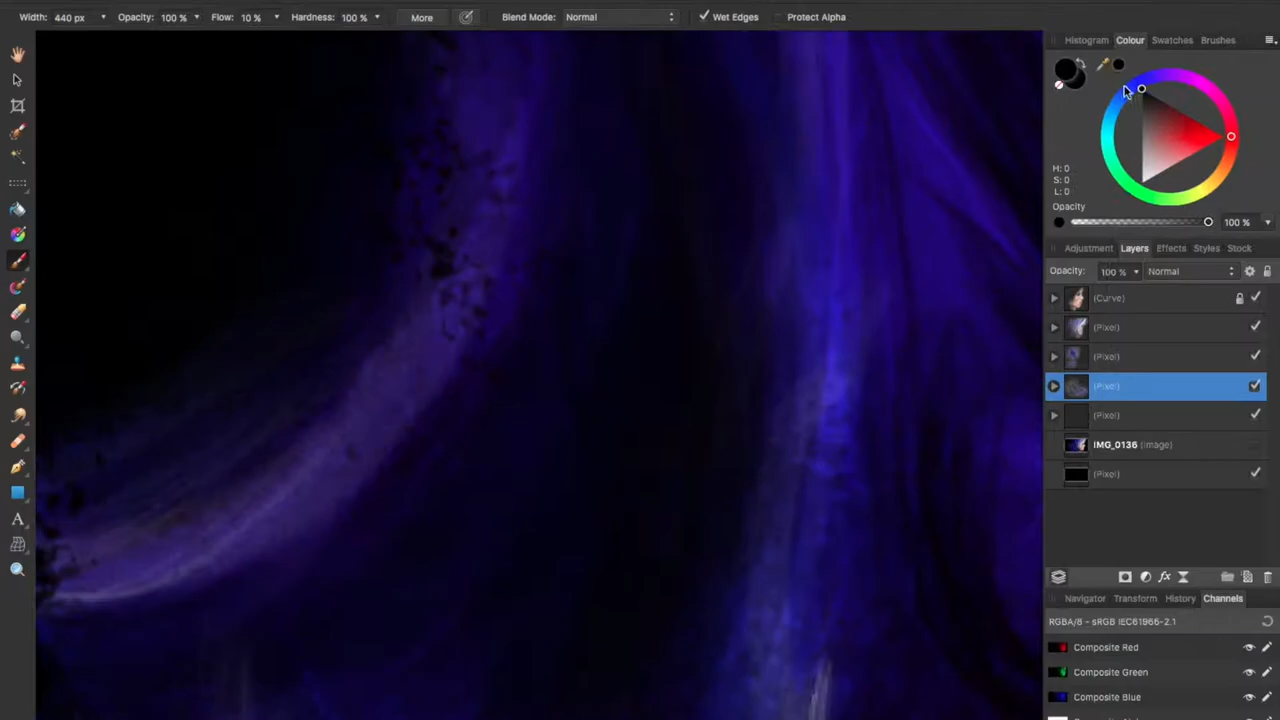 Width: 440 px Opacity: 100 % Flow: 10 % Hardness: 100 % More Blend Mode: Normal Wet Edges Protect Alpha
Histogram Colour Swatches Brushes
H: 0
S: 0
L: 0
Opacity
100 %
Adjustment Layers Effects Styles Stock
Opacity: 100 % Normal
(Curve)
(Pixel)
(Pixel)
(Pixel)
(Pixel)
IMG_0136 (Image)
(Pixel)
A
fx
Navigator Transform History Channels
RGBA/8 - sRGB IEC61966-2.1
Composite Red
Composite Green
Composite Blue